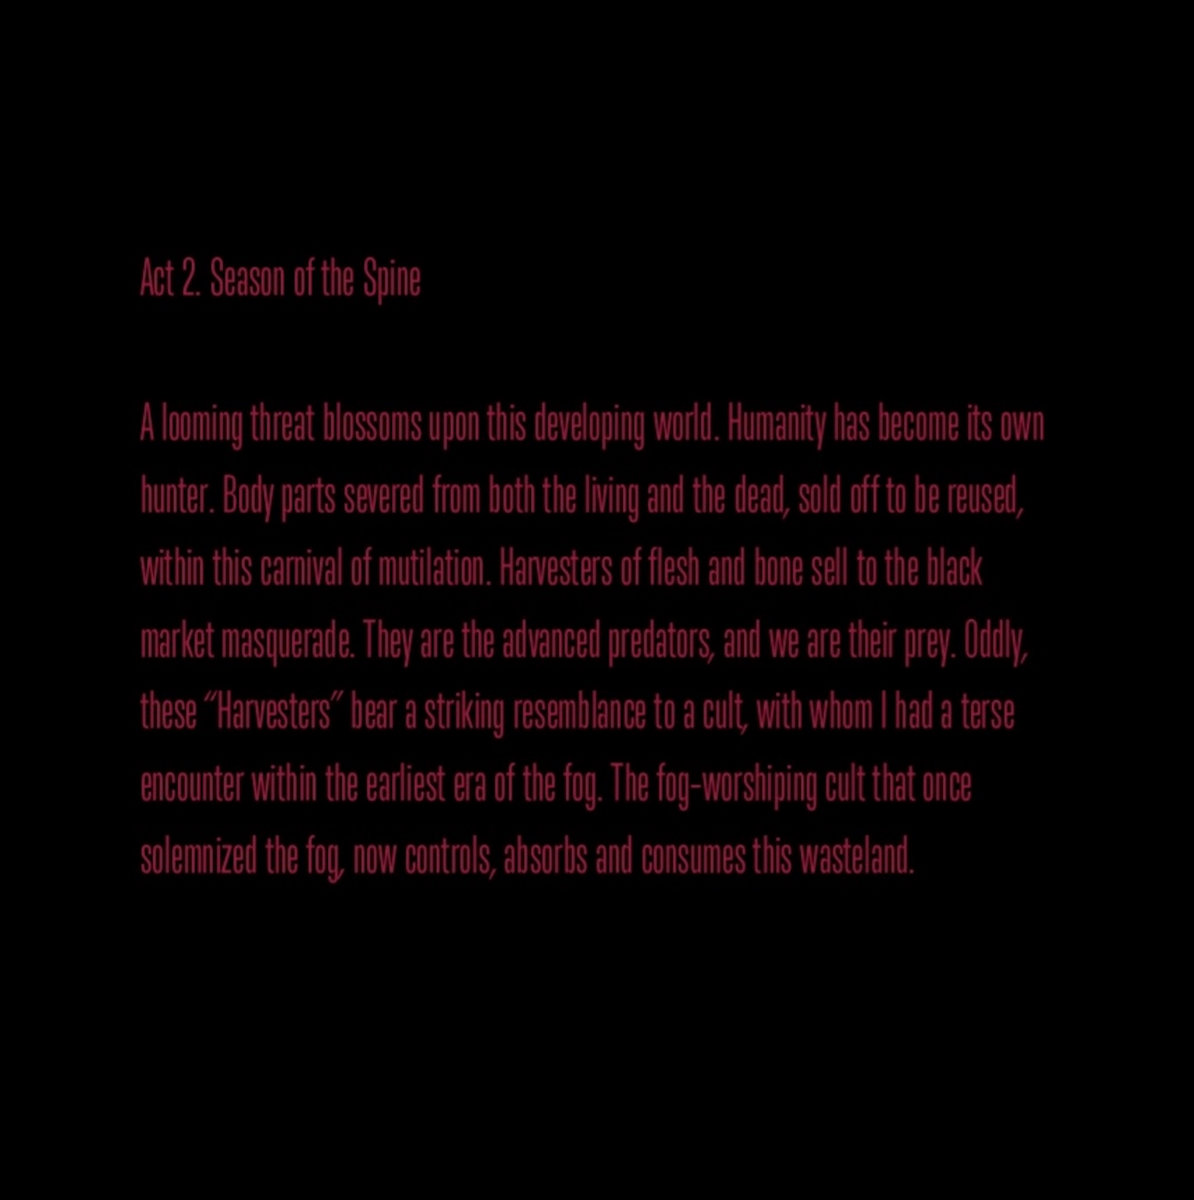 Act 2. Season of the Spine
A looming threat blossoms upon this developing world. Humanity has become its own
hunter. Body parts severed from both the living and the dead, sold off to be reused,
within this carnival of mutilation. Harvesters of flesh and bone sell to the black
market masquerade. They are the advanced predators, and we are their prey. Oddly,
these “Harvesters” bear a striking resemblance to a cult, with whom I had a terse
encounter within the earliest era of the fog. The fog-worshiping cult that once
solemnized the fog, now controls, absorbs and consumes this wasteland.